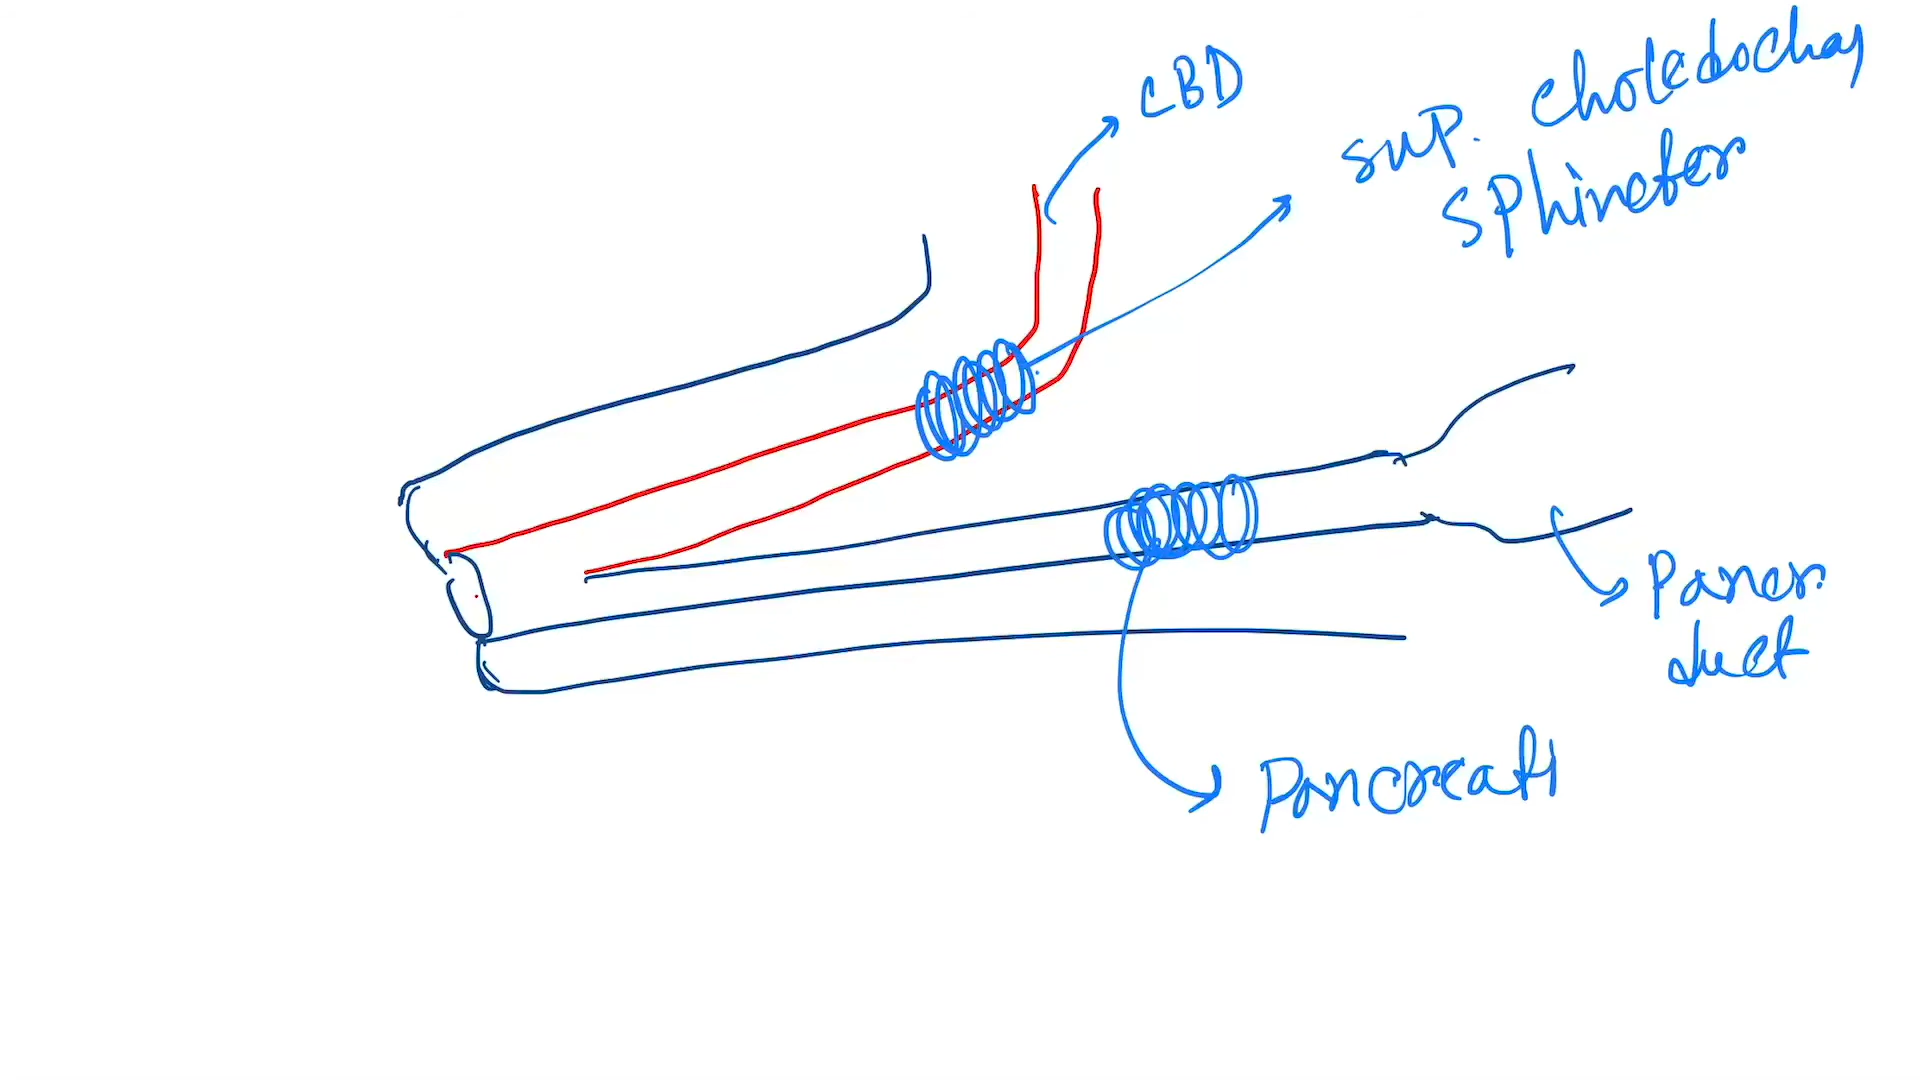 CBD
sup. choledochal
sphincter
Pancr.
duct
Pancreati